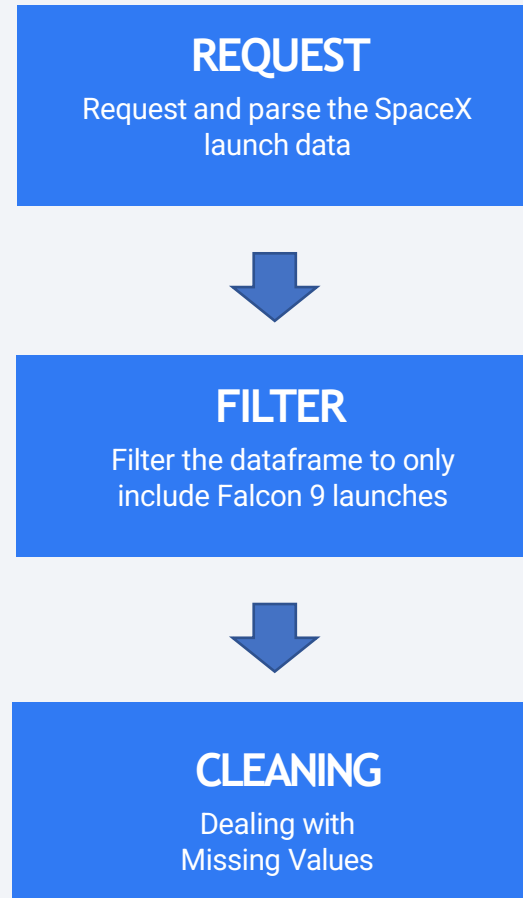 REQUEST
Request and parse the SpaceX
launch data
FILTER
Filter the dataframe to only
include Falcon 9 launches
CLEANING
Dealing with
Missing Values